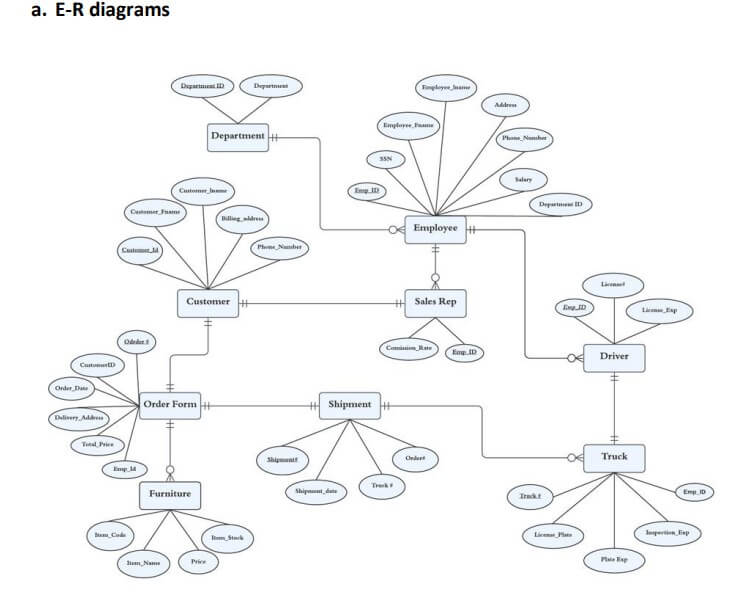 a. E-R diagrams
Department ID
Department
Department
Employee_lname
Address
Employee_Fname
Phone_Number
SSN
Salary
Emp_ID
Department ID
Employee
Customer_lname
Customer_Fname
Billing_address
Customer_Id
Phone_Number
Customer
Sales Rep
Comission_Rate
Emp_ID
License#
Emp_ID
License_Exp
Driver
CustomerID
Order_Date
Delivery_Address
Total_Price
Emp_Id
Order Form
Shipment
Shipment#
Shipment_date
Truck #
Order#
Truck
Truck #
Emp_ID
License_Plate
Inspection_Exp
Plate Exp
Furniture
Item_Code
Item_Stock
Item_Name
Price